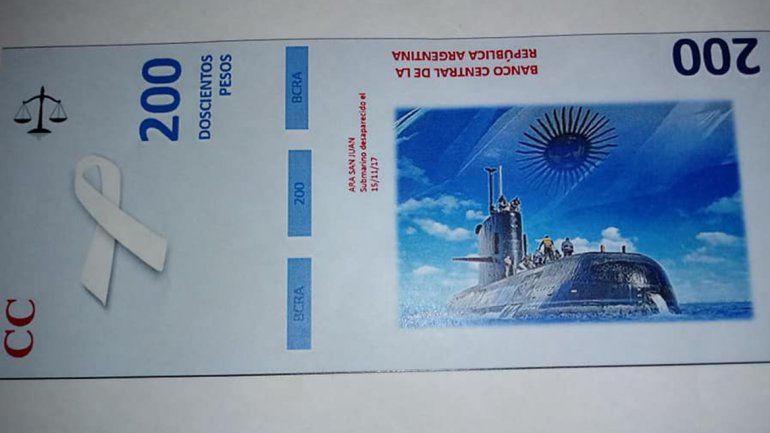 200
DOSCIENTOS
PESOS
CC
BCRA
200
BCRA
ARA SAN JUAN
Submarino desaparecido el
15/11/17
BANCO CENTRAL DE LA
REPÚBLICA ARGENTINA
200